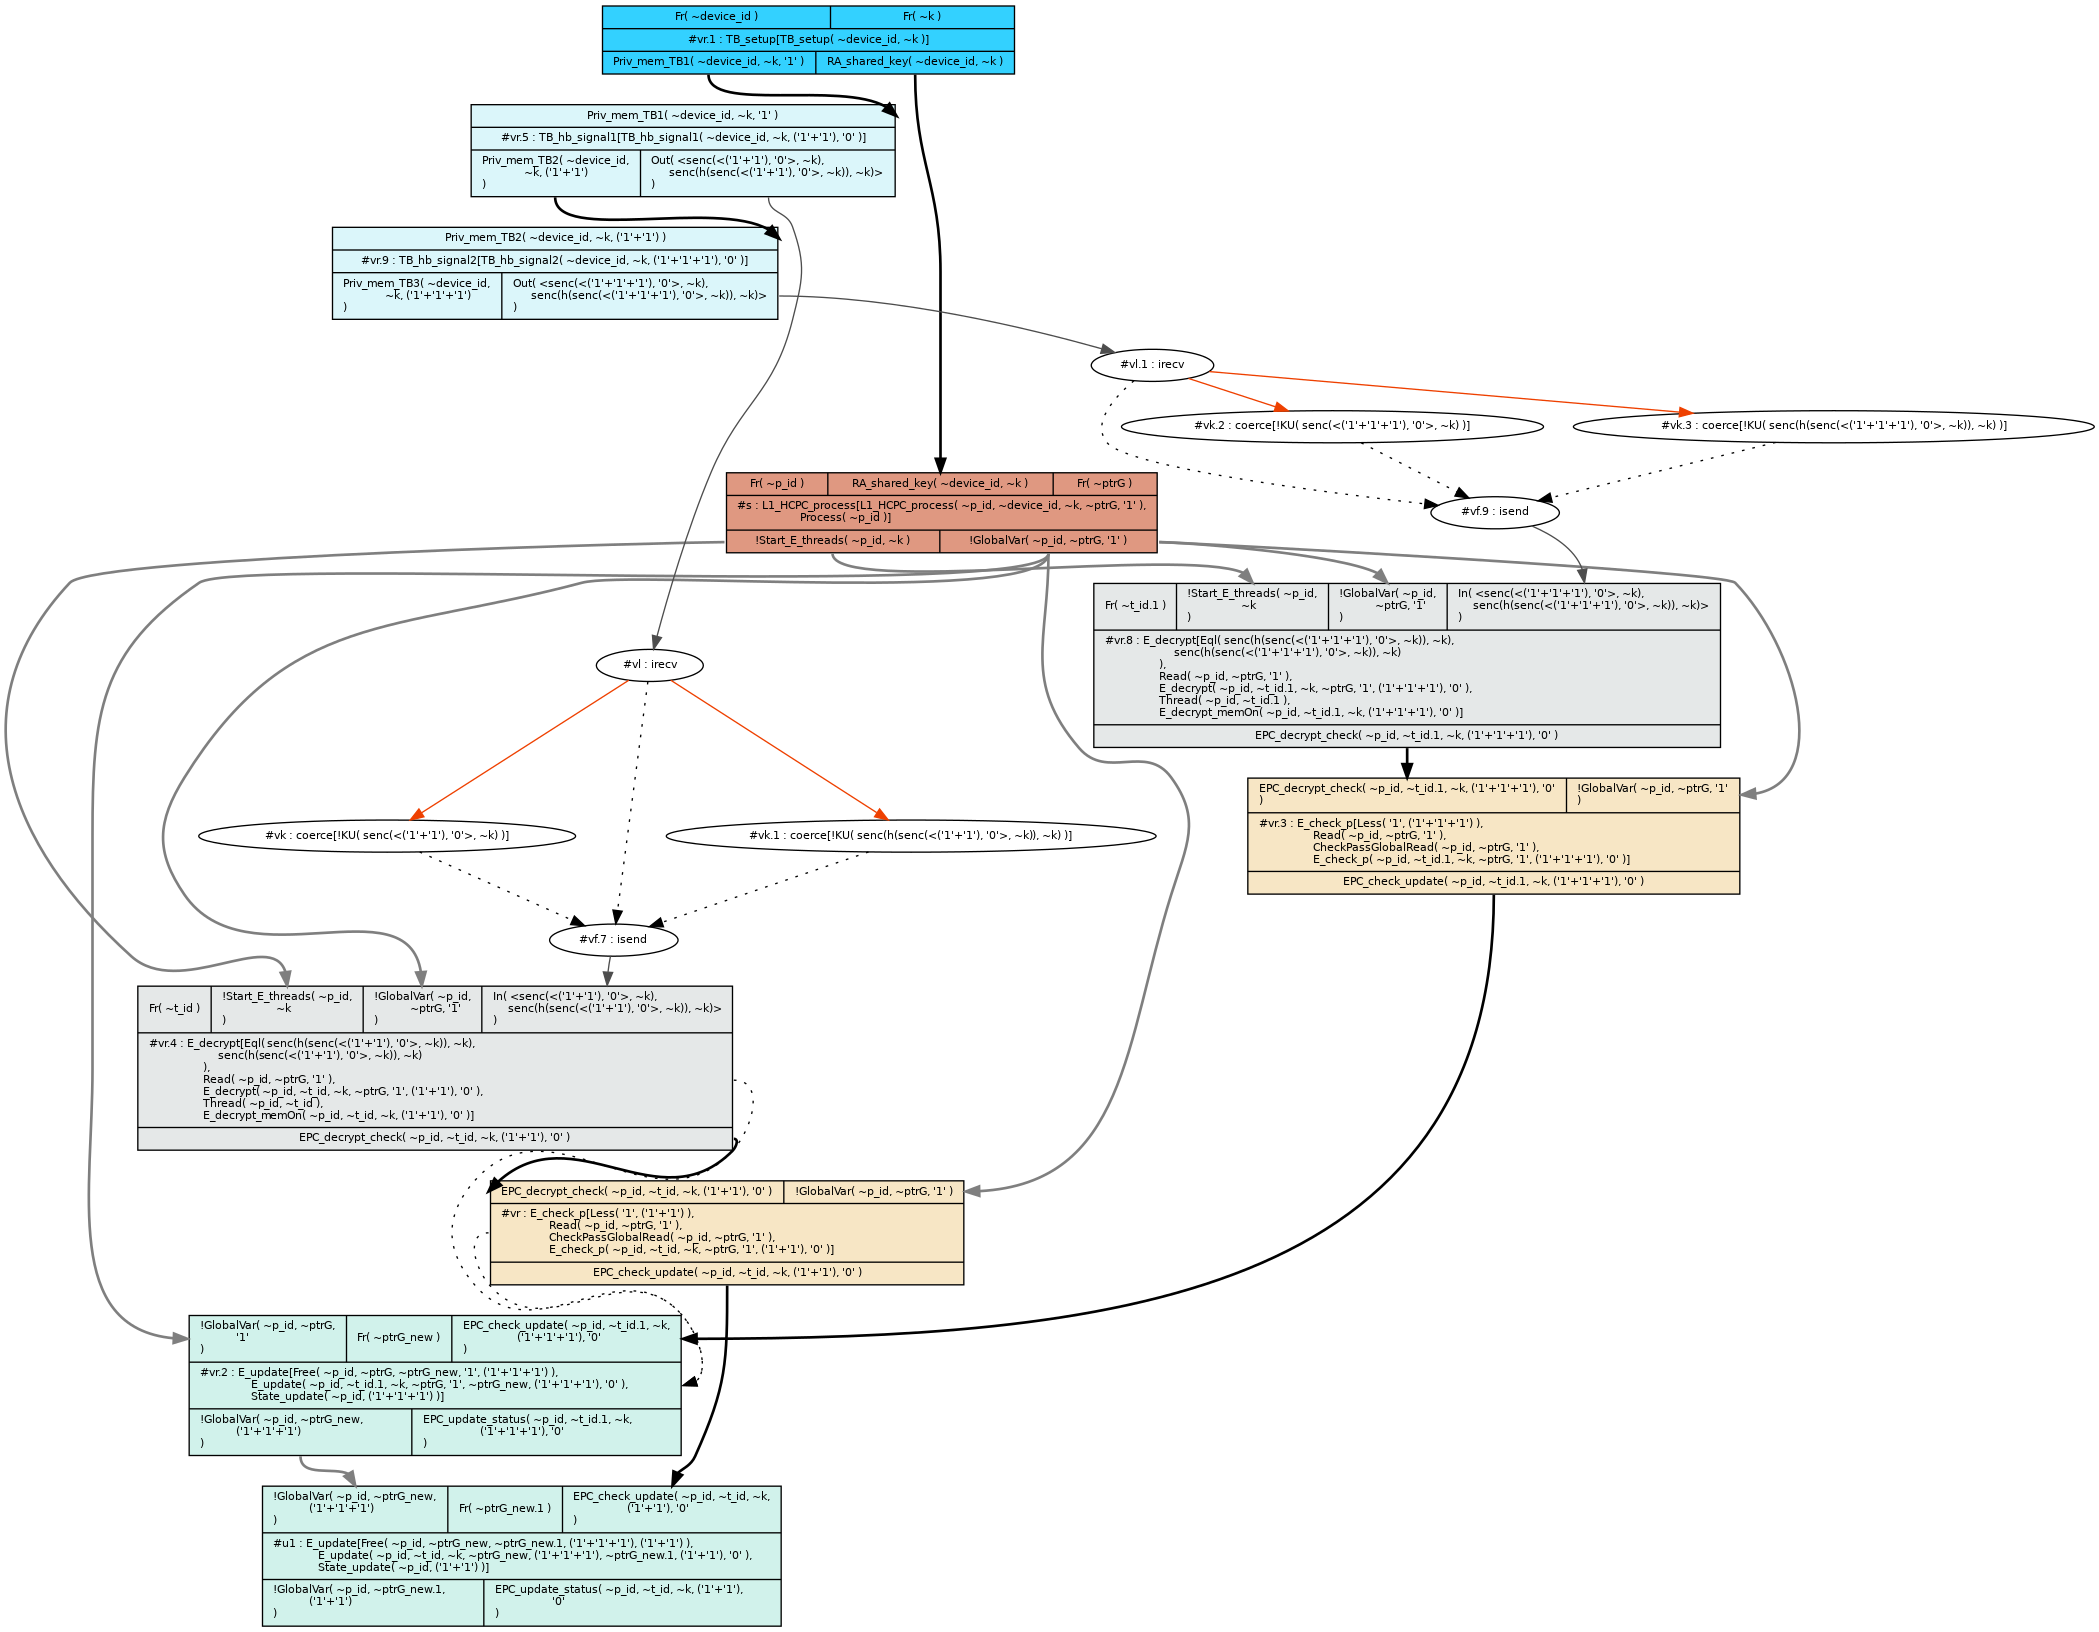 Fr( ~device_id )
Fr( ~k )
#vr.1 : TB_setup[TB_setup( ~device_id, ~k )]
Priv_mem_TB1( ~device_id, ~k, '1' )
RA_shared_key( ~device_id, ~k )
Priv_mem_TB1( ~device_id, ~k, '1' )
#vr.5 : TB_hb_signal1[TB_hb_signal1( ~device_id, ~k, ('1'+'1'), '0' )]
Priv_mem_TB2( ~device_id,
~k, ('1'+'1')
)
Out( <senc(<('1'+'1'), '0'>, ~k),
senc(h(senc(<('1'+'1'), '0'>, ~k)), ~k)>
)
Priv_mem_TB2( ~device_id, ~k, ('1'+'1') )
#vr.9 : TB_hb_signal2[TB_hb_signal2( ~device_id, ~k, ('1'+'1'+'1'), '0' )]
Priv_mem_TB3( ~device_id,
~k, ('1'+'1'+'1')
)
Out( <senc(<('1'+'1'+'1'), '0'>, ~k),
senc(h(senc(<('1'+'1'+'1'), '0'>, ~k)), ~k)>
)
#vl.1 : irecv
#vk.2 : coerce[!KU( senc(<('1'+'1'+'1'), '0'>, ~k) )]
#vk.3 : coerce[!KU( senc(h(senc(<('1'+'1'+'1'), '0'>, ~k)), ~k) )]
#vf.9 : isend
Fr( ~p_id )
RA_shared_key( ~device_id, ~k )
Fr( ~ptrG )
#s : L1_HCPC_process[L1_HCPC_process( ~p_id, ~device_id, ~k, ~ptrG, '1' ),
Process( ~p_id )]
!Start_E_threads( ~p_id, ~k )
!GlobalVar( ~p_id, ~ptrG, '1' )
Fr( ~t_id.1 )
!Start_E_threads( ~p_id,
~k
)
!GlobalVar( ~p_id,
~ptrG, '1'
)
In( <senc(<('1'+'1'+'1'), '0'>, ~k),
senc(h(senc(<('1'+'1'+'1'), '0'>, ~k)), ~k)>
)
#vr.8 : E_decrypt[Eql( senc(h(senc(<('1'+'1'+'1'), '0'>, ~k)), ~k),
senc(h(senc(<('1'+'1'+'1'), '0'>, ~k)), ~k)
),
Read( ~p_id, ~ptrG, '1' ),
E_decrypt( ~p_id, ~t_id.1, ~k, ~ptrG, '1', ('1'+'1'+'1'), '0' ),
Thread( ~p_id, ~t_id.1 ),
E_decrypt_memOn( ~p_id, ~t_id.1, ~k, ('1'+'1'+'1'), '0' )]
EPC_decrypt_check( ~p_id, ~t_id.1, ~k, ('1'+'1'+'1'), '0' )
#vl : irecv
EPC_decrypt_check( ~p_id, ~t_id.1, ~k, ('1'+'1'+'1'), '0'
)
!GlobalVar( ~p_id, ~ptrG, '1'
)
#vr.3 : E_check_p[Less( '1', ('1'+'1'+'1') ),
Read( ~p_id, ~ptrG, '1' ),
CheckPassGlobalRead( ~p_id, ~ptrG, '1' ),
E_check_p( ~p_id, ~t_id.1, ~k, ~ptrG, '1', ('1'+'1'+'1'), '0' )]
EPC_check_update( ~p_id, ~t_id.1, ~k, ('1'+'1'+'1'), '0' )
#vk : coerce[!KU( senc(<('1'+'1'), '0'>, ~k) )]
#vk.1 : coerce[!KU( senc(h(senc(<('1'+'1'), '0'>, ~k)), ~k) )]
#vf.7 : isend
Fr( ~t_id )
!Start_E_threads( ~p_id,
~k
)
!GlobalVar( ~p_id,
~ptrG, '1'
)
In( <senc(<('1'+'1'), '0'>, ~k),
senc(h(senc(<('1'+'1'), '0'>, ~k)), ~k)>
)
#vr.4 : E_decrypt[Eql( senc(h(senc(<('1'+'1'), '0'>, ~k)), ~k),
senc(h(senc(<('1'+'1'), '0'>, ~k)), ~k)
),
Read( ~p_id, ~ptrG, '1' ),
E_decrypt( ~p_id, ~t_id, ~k, ~ptrG, '1', ('1'+'1'), '0' ),
Thread( ~p_id, ~t_id ),
E_decrypt_memOn( ~p_id, ~t_id, ~k, ('1'+'1'), '0' )]
EPC_decrypt_check( ~p_id, ~t_id, ~k, ('1'+'1'), '0' )
EPC_decrypt_check( ~p_id, ~t_id, ~k, ('1'+'1'), '0' )
!GlobalVar( ~p_id, ~ptrG, '1' )
#vr : E_check_p[Less( '1', ('1'+'1') ),
Read( ~p_id, ~ptrG, '1' ),
CheckPassGlobalRead( ~p_id, ~ptrG, '1' ),
E_check_p( ~p_id, ~t_id, ~k, ~ptrG, '1', ('1'+'1'), '0' )]
EPC_check_update( ~p_id, ~t_id, ~k, ('1'+'1'), '0' )
!GlobalVar( ~p_id, ~ptrG,
'1'
)
Fr( ~ptrG_new )
EPC_check_update( ~p_id, ~t_id.1, ~k,
('1'+'1'+'1'), '0'
)
#vr.2 : E_update[Free( ~p_id, ~ptrG, ~ptrG_new, '1', ('1'+'1'+'1') ),
E_update( ~p_id, ~t_id.1, ~k, ~ptrG, '1', ~ptrG_new, ('1'+'1'+'1'), '0' ),
State_update( ~p_id, ('1'+'1'+'1') )]
!GlobalVar( ~p_id, ~ptrG_new,
('1'+'1'+'1')
)
EPC_update_status( ~p_id, ~t_id.1, ~k,
('1'+'1'+'1'), '0'
)
!GlobalVar( ~p_id, ~ptrG_new,
('1'+'1'+'1')
)
Fr( ~ptrG_new.1 )
EPC_check_update( ~p_id, ~t_id, ~k,
('1'+'1'), '0'
)
#u1 : E_update[Free( ~p_id, ~ptrG_new, ~ptrG_new.1, ('1'+'1'+'1'), ('1'+'1') ),
E_update( ~p_id, ~t_id, ~k, ~ptrG_new, ('1'+'1'+'1'), ~ptrG_new.1, ('1'+'1'), '0' ),
State_update( ~p_id, ('1'+'1') )]
!GlobalVar( ~p_id, ~ptrG_new.1,
('1'+'1')
)
EPC_update_status( ~p_id, ~t_id, ~k, ('1'+'1'),
'0'
)